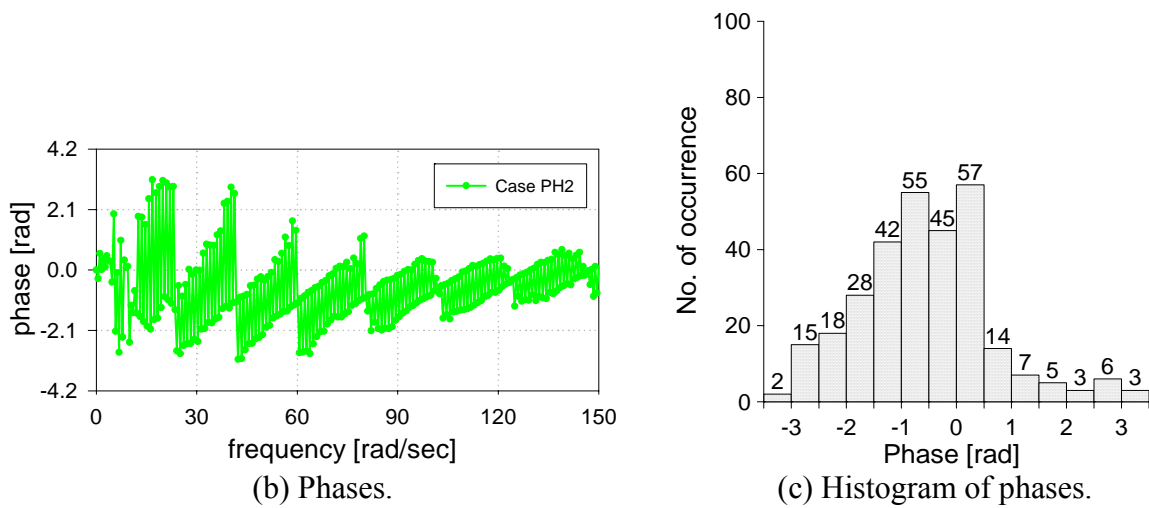 4.2
2.1
0.0
-2.1
-4.2
phase [rad]
Case PH2
0 30 60 90 120 150
frequency [rad/sec]
(b) Phases.
100
80
60
40
20
0
No. of occurrence
2 15 18 28 42 55 45 57 14 7 5 3 6 3
-3 -2 -1 0 1 2 3
Phase [rad]
(c) Histogram of phases.